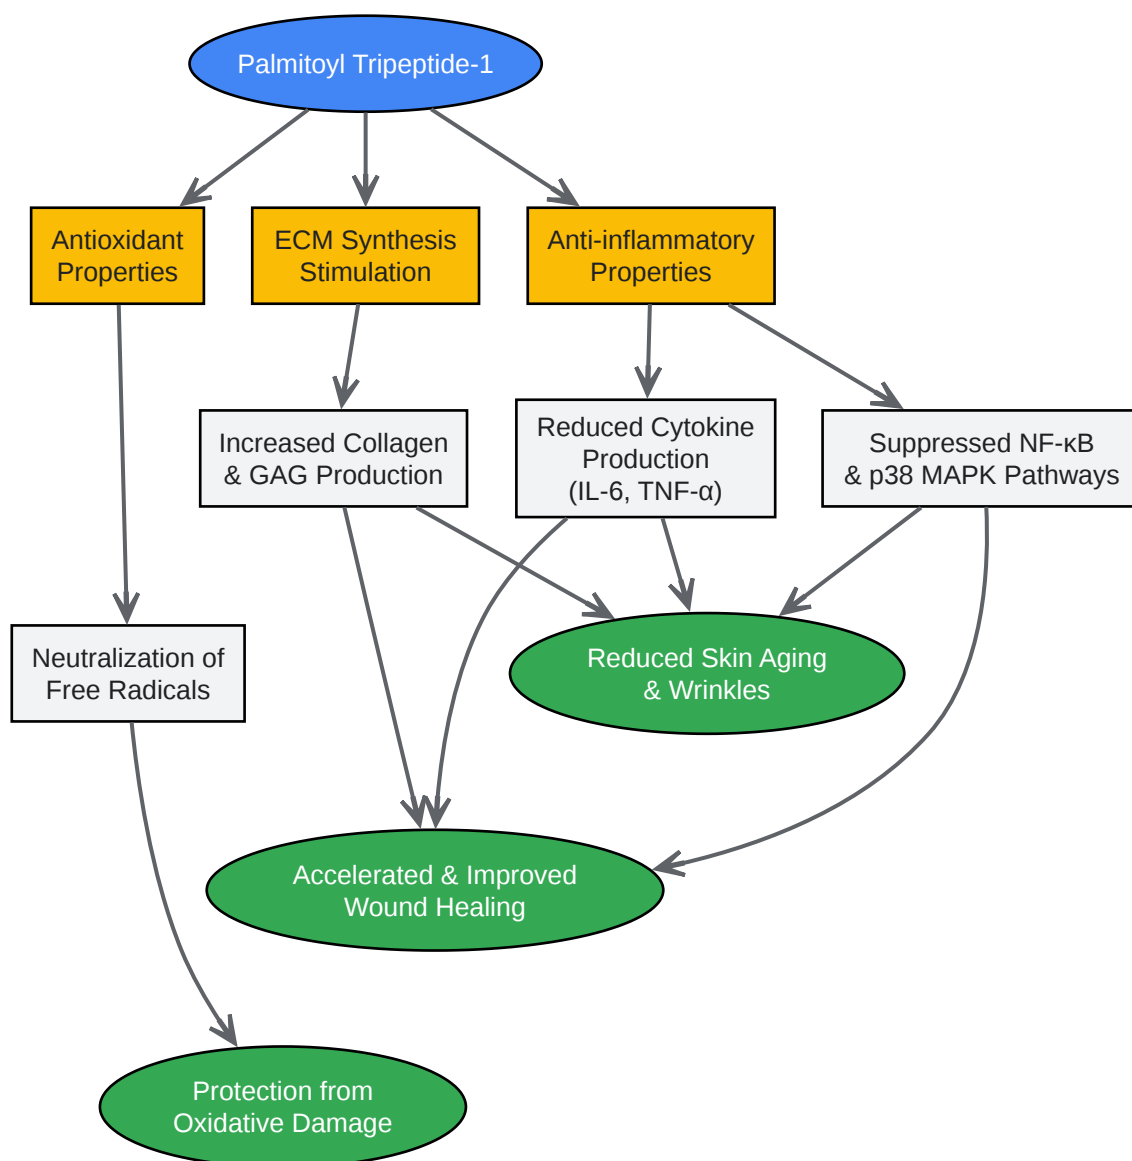 Palmitoyl Tripeptide-1
Antioxidant
Properties
ECM Synthesis
Stimulation
Anti-inflammatory
Properties
Increased Collagen
& GAG Production
Reduced Cytokine
Production
(IL-6, TNF-α)
Suppressed NF-κB
& p38 MAPK Pathways
Neutralization of
Free Radicals
Reduced Skin Aging
& Wrinkles
Accelerated & Improved
Wound Healing
Protection from
Oxidative Damage